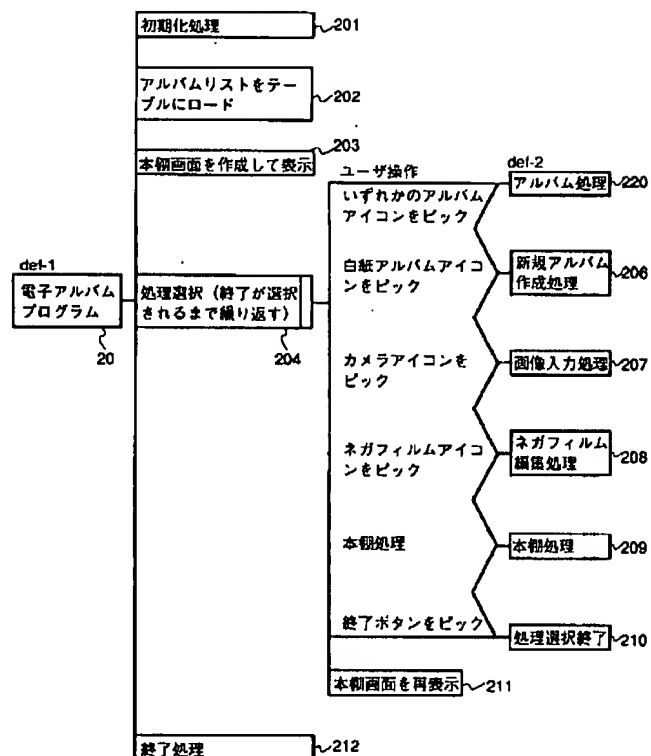 初期化処理
201
アルバムリストをテー
ブルにロード
202
203
本棚画面を作成して表示
def-1
電子アルバム
プログラム
20
処理選択(終了が選択
されるまで繰り返す)
204
ユーザ操作
def-2
いずれかのアルバム
アイコンをピック
アルバム処理
220
白紙アルバムアイコ
ンをピック
新規アルバム
作成処理
206
カメラアイコンを
ピック
画像入力処理
207
ネガフィルムアイコ
ンをピック
ネガフィルム
編集処理
208
本棚処理
本棚処理
209
終了ボタンをピック
処理選択終了
210
本棚画面を再表示
211
終了処理
212